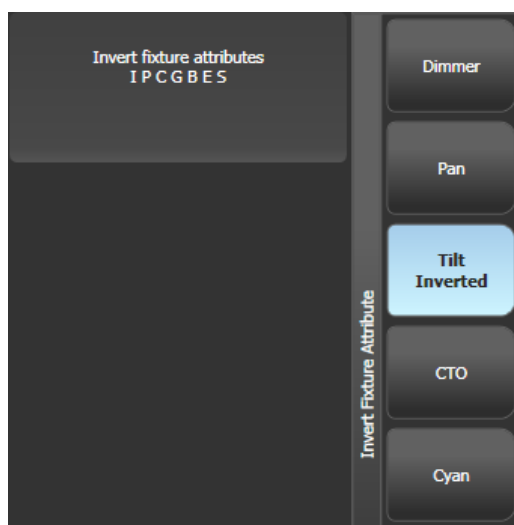 Invert fixture attributes
I P C G B E S
Invert Fixture Attribute
Dimmer
Pan
Tilt
Inverted
CTO
Cyan